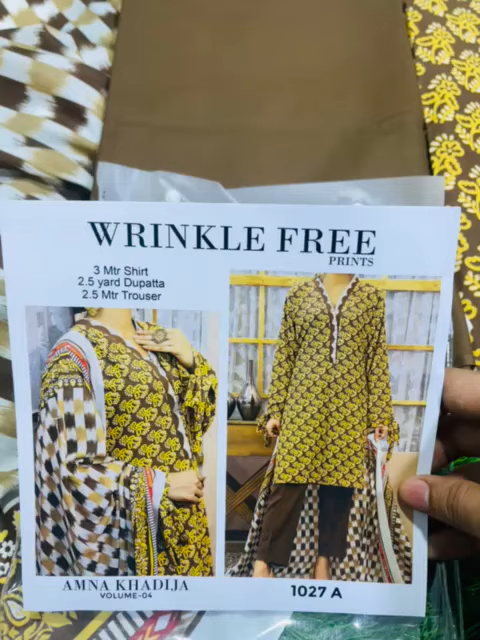 WRINKLE FREE
PRINTS
3 Mtr Shirt
2.5 yard Dupatta
2.5 Mtr Trouser
AMNA KHADIJA
VOLUME-04
1027 A